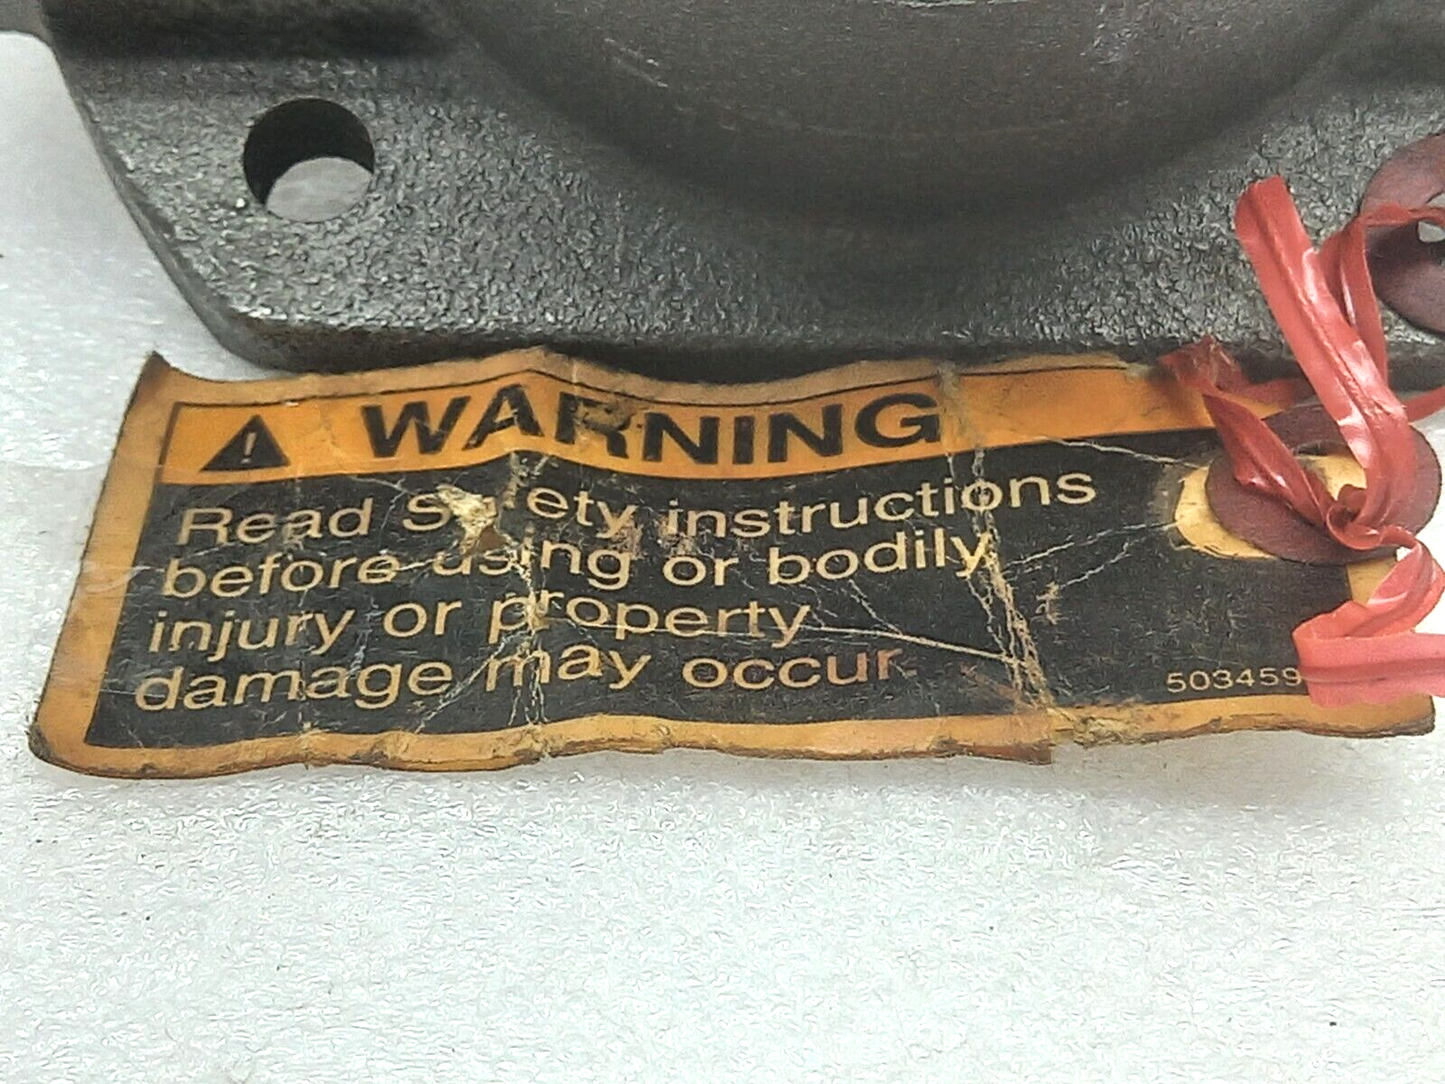 WARNING
Read Safety instructions
before using or bodily
injury or property
damage may occur.
503459